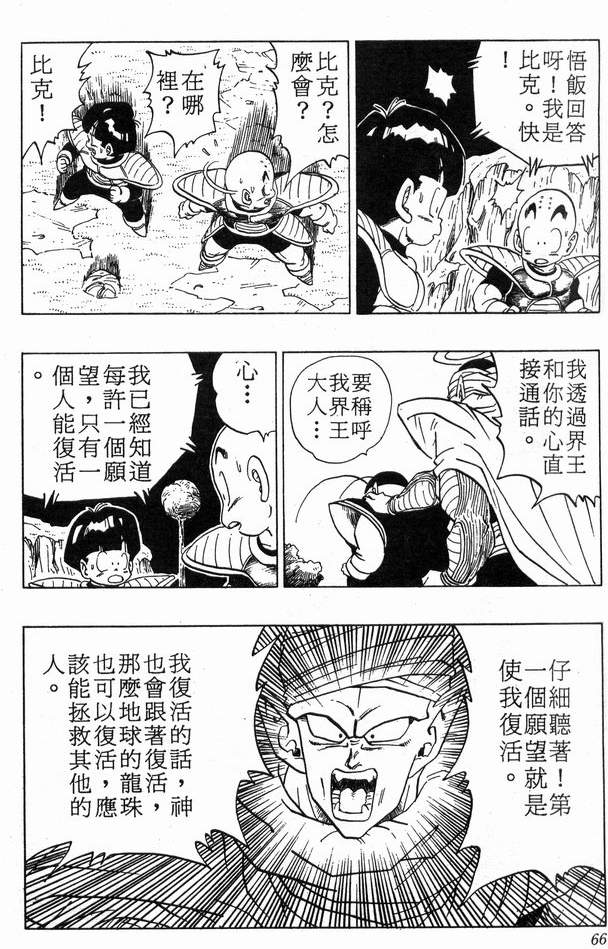 悟飯回答
呀！我是
比克。快
！
比克？怎
麼會？
在哪
裡？
比克！
我透過界王
和你的心直
接通話。
要稱呼
我界王
大人…
心…
我已經知道
每許一個願
望，只有一
個人能復活
。
仔細聽著！第
一個願望就是
使我復活。
我復活的話，神
也會跟著復活，
那麼地球的龍珠
也可以復活，應
該能拯救其他的
人。
66